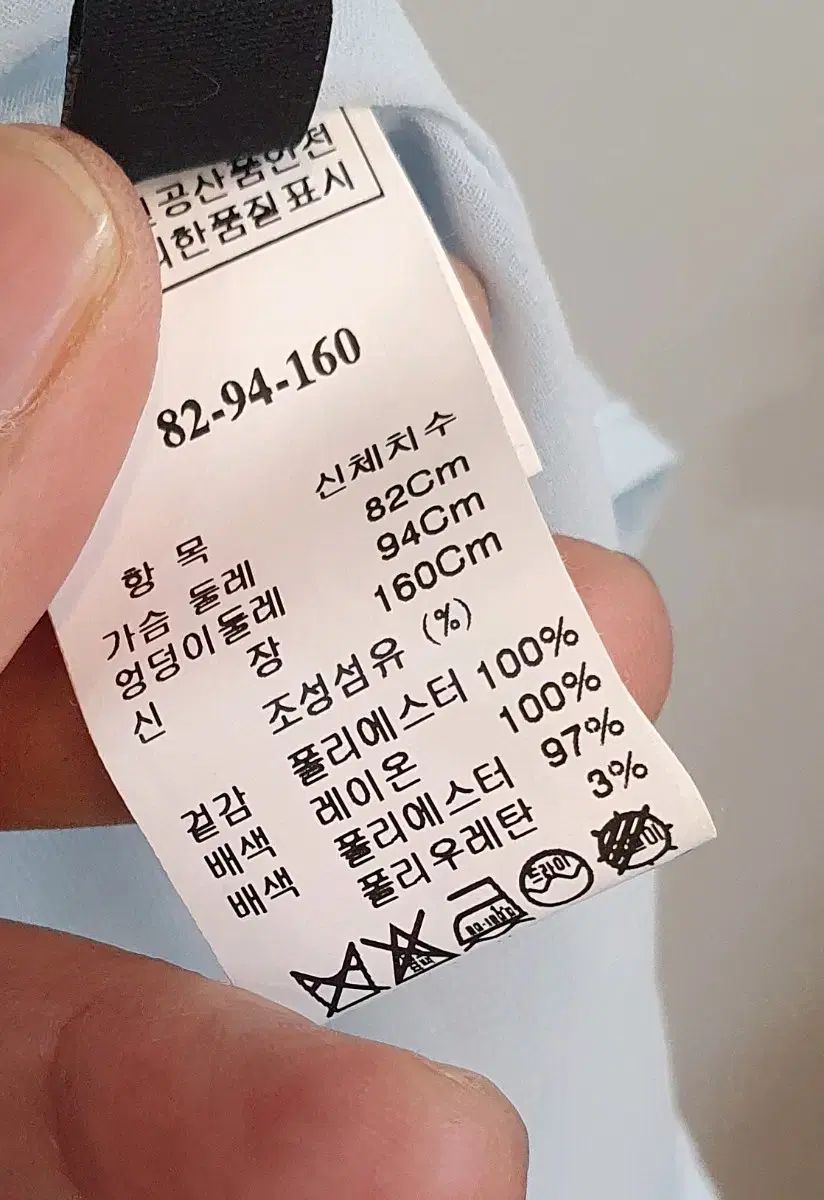 공산품안전
한품질표시
82-94-160
항 목 신체치수
가슴 둘레 82Cm
엉덩이둘레 94Cm
신 장 160Cm
조성섬유 (%)
겉감 폴리에스터 100%
배색 레이온 100%
배색 폴리에스터 97%
폴리우레탄 3%
드라이